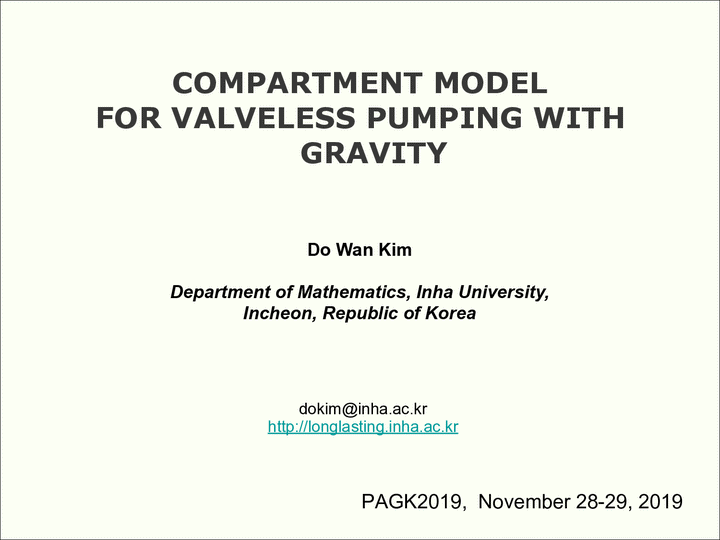 COMPARTMENT MODEL
FOR VALVELESS PUMPING WITH
GRAVITY
Do Wan Kim
Department of Mathematics, Inha University,
Incheon, Republic of Korea
dokim@inha.ac.kr
http://longlasting.inha.ac.kr
PAGK2019, November 28-29, 2019